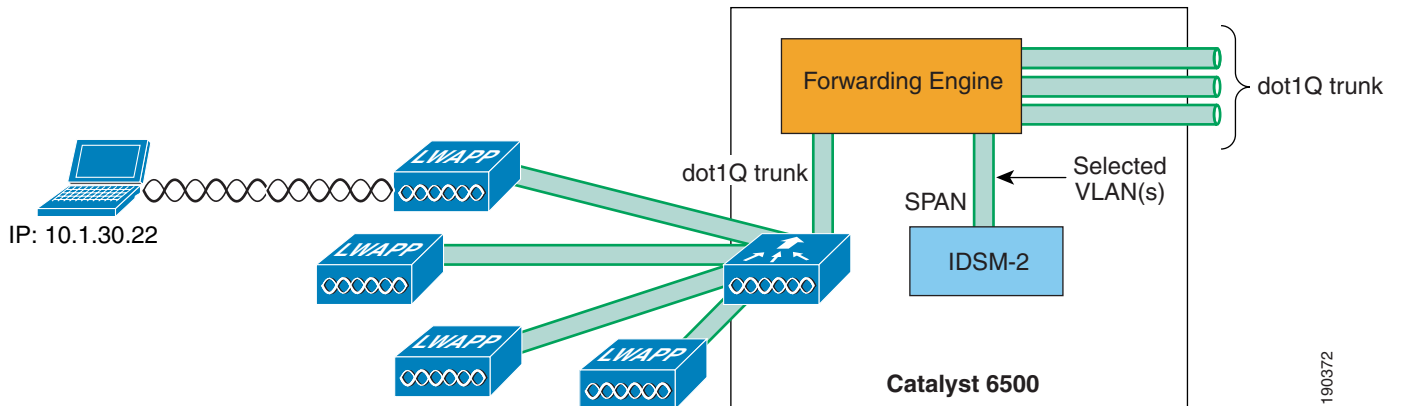 Forwarding Engine
dot1Q trunk
LWAPP
dot1Q trunk
Selected
VLAN(s)
SPAN
IP: 10.1.30.22
LWAPP
IDSM-2
LWAPP
LWAPP
Catalyst 6500
190372